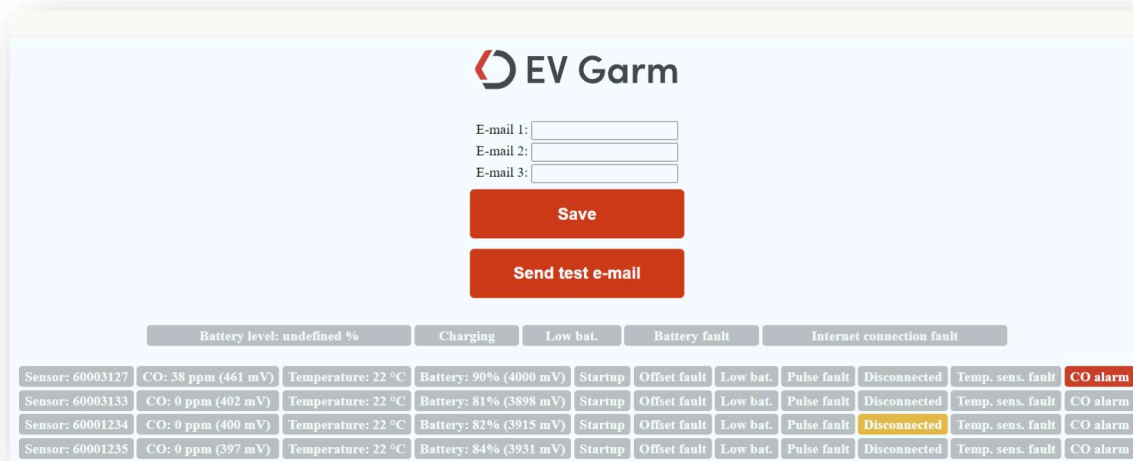 EV Garm
E-mail 1:
E-mail 2:
E-mail 3:
Save
Send test e-mail
Battery level: undefined % Charging Low bat. Battery fault Internet connection fault
Sensor: 60003127 CO: 38 ppm (461 mV) Temperature: 22 °C Battery: 90% (4000 mV) Startup Offset fault Low bat. Pulse fault Disconnected Temp. sens. fault CO alarm
Sensor: 60003133 CO: 0 ppm (402 mV) Temperature: 22 °C Battery: 81% (3898 mV) Startup Offset fault Low bat. Pulse fault Disconnected Temp. sens. fault CO alarm
Sensor: 60001234 CO: 0 ppm (400 mV) Temperature: 22 °C Battery: 82% (3915 mV) Startup Offset fault Low bat. Pulse fault Disconnected Temp. sens. fault CO alarm
Sensor: 60001235 CO: 0 ppm (397 mV) Temperature: 22 °C Battery: 84% (3931 mV) Startup Offset fault Low bat. Pulse fault Disconnected Temp. sens. fault CO alarm